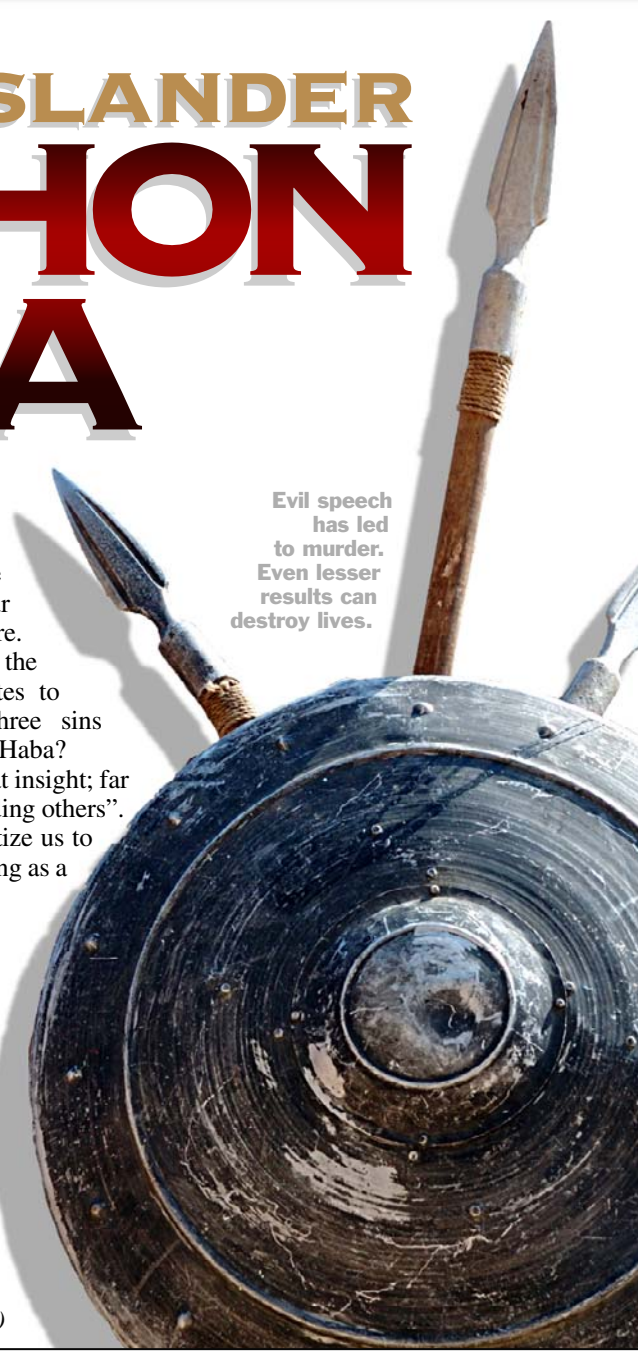 SLANDER
HON
A
Evil speech
has led
to murder.
Even lesser
results can
destroy lives.
re.
the
tes to
hree sins
Haba?
t insight; far
ing others”.
tize us to
ng as a
)